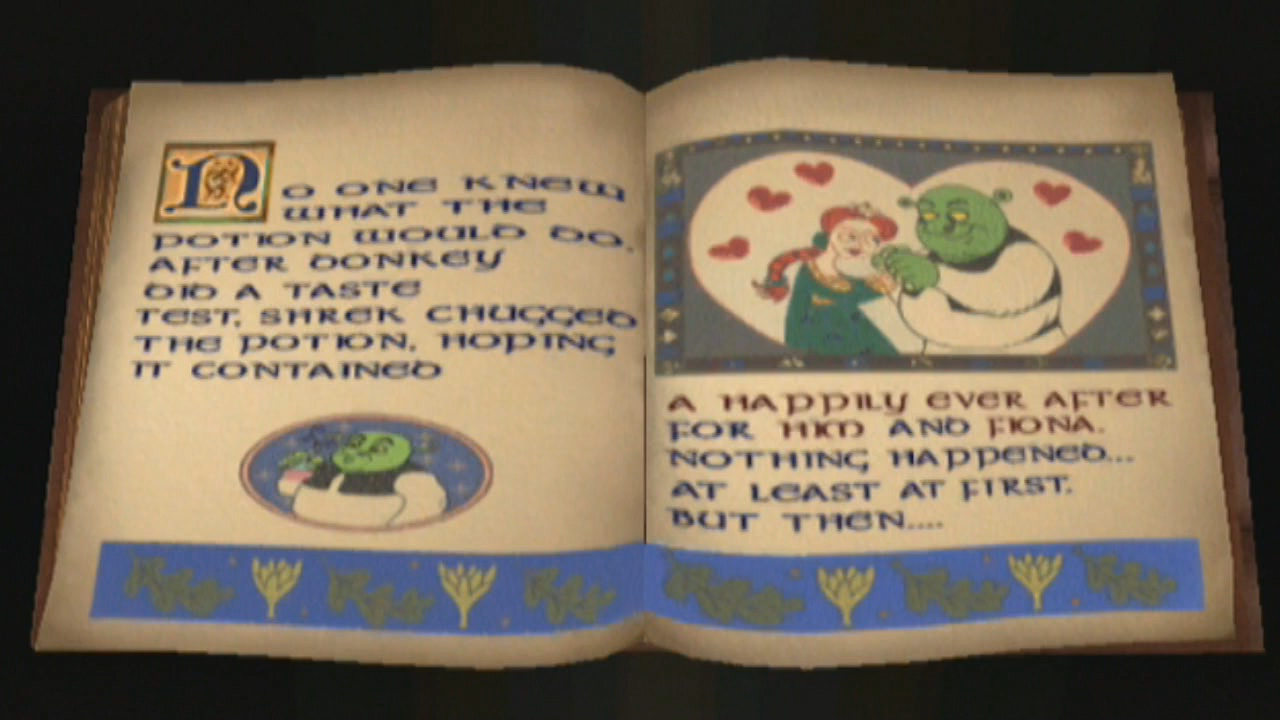 NO ONE KNEW
WHAT THE
POTION WOULD DO.
AFTER DONKEY
DID A TASTE
TEST, SHREK CHUGGED
THE POTION, HOPING
IT CONTAINED
A HAPPILY EVER AFTER
FOR HIM AND FIONA.
NOTHING HAPPENED...
AT LEAST AT FIRST.
BUT THEN....